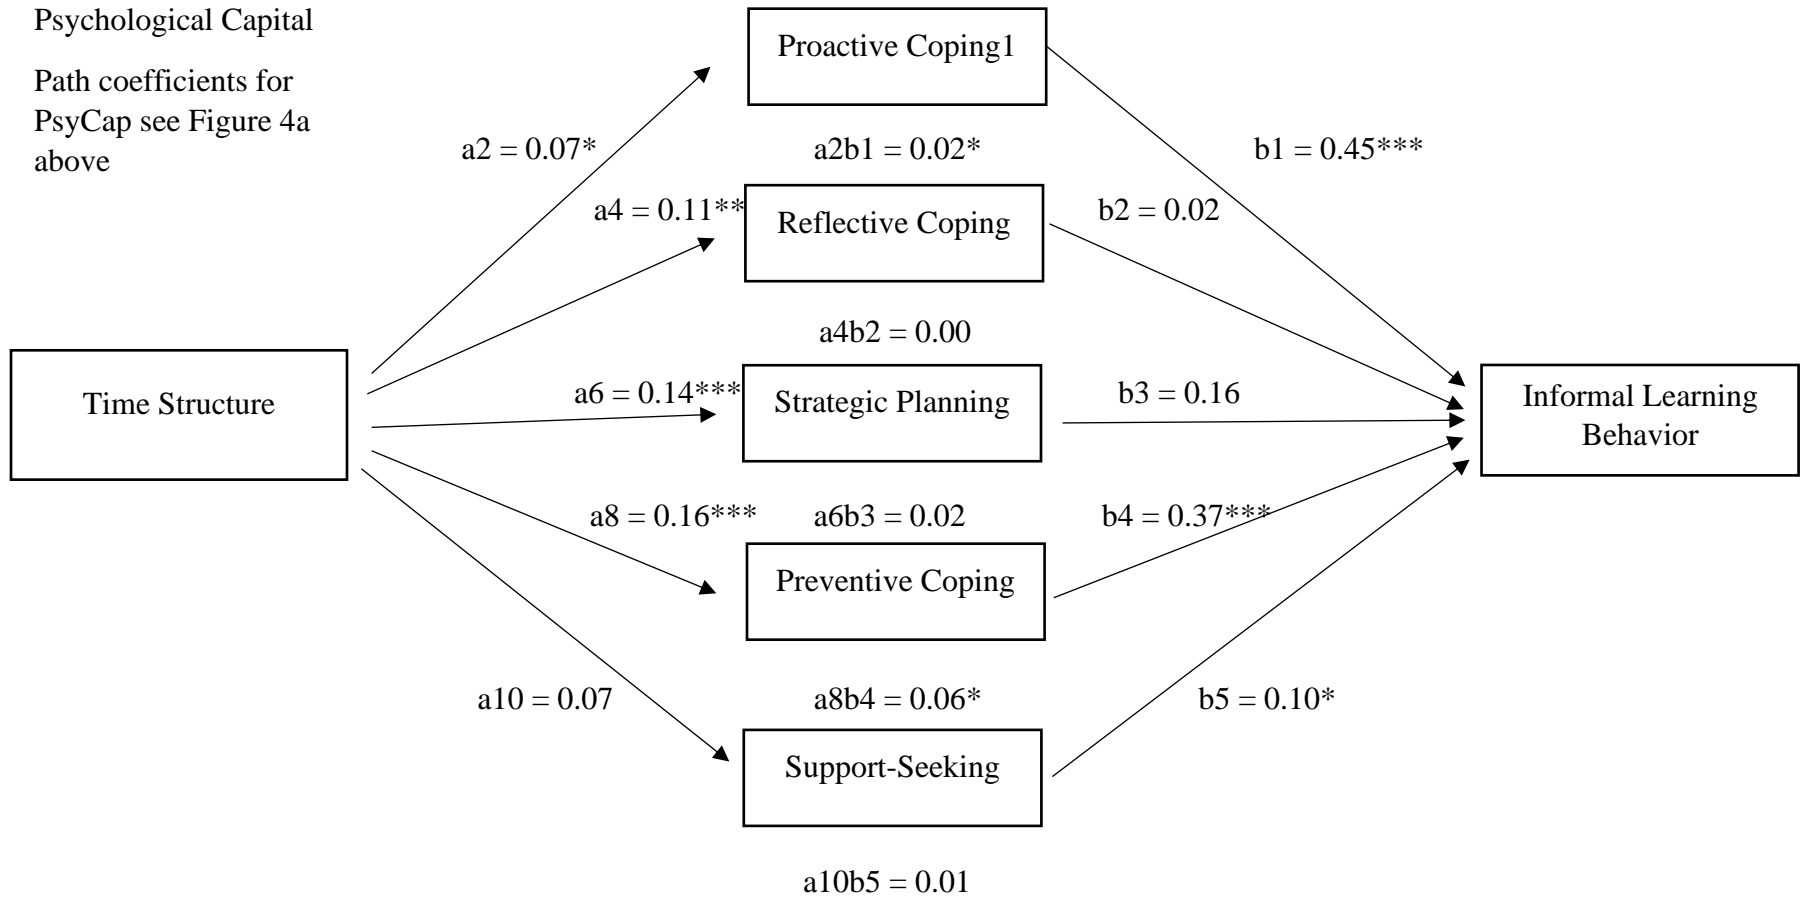 Psychological Capital
Path coefficients for
PsyCap see Figure 4a
above
Proactive Coping1
a2 = 0.07*
a2b1 = 0.02*
b1 = 0.45***
a4 = 0.11**
Reflective Coping
b2 = 0.02
a4b2 = 0.00
Time Structure
a6 = 0.14***
Strategic Planning
b3 = 0.16
Informal Learning
Behavior
a8 = 0.16***
a6b3 = 0.02
b4 = 0.37***
Preventive Coping
a10 = 0.07
a8b4 = 0.06*
b5 = 0.10*
Support-Seeking
a10b5 = 0.01